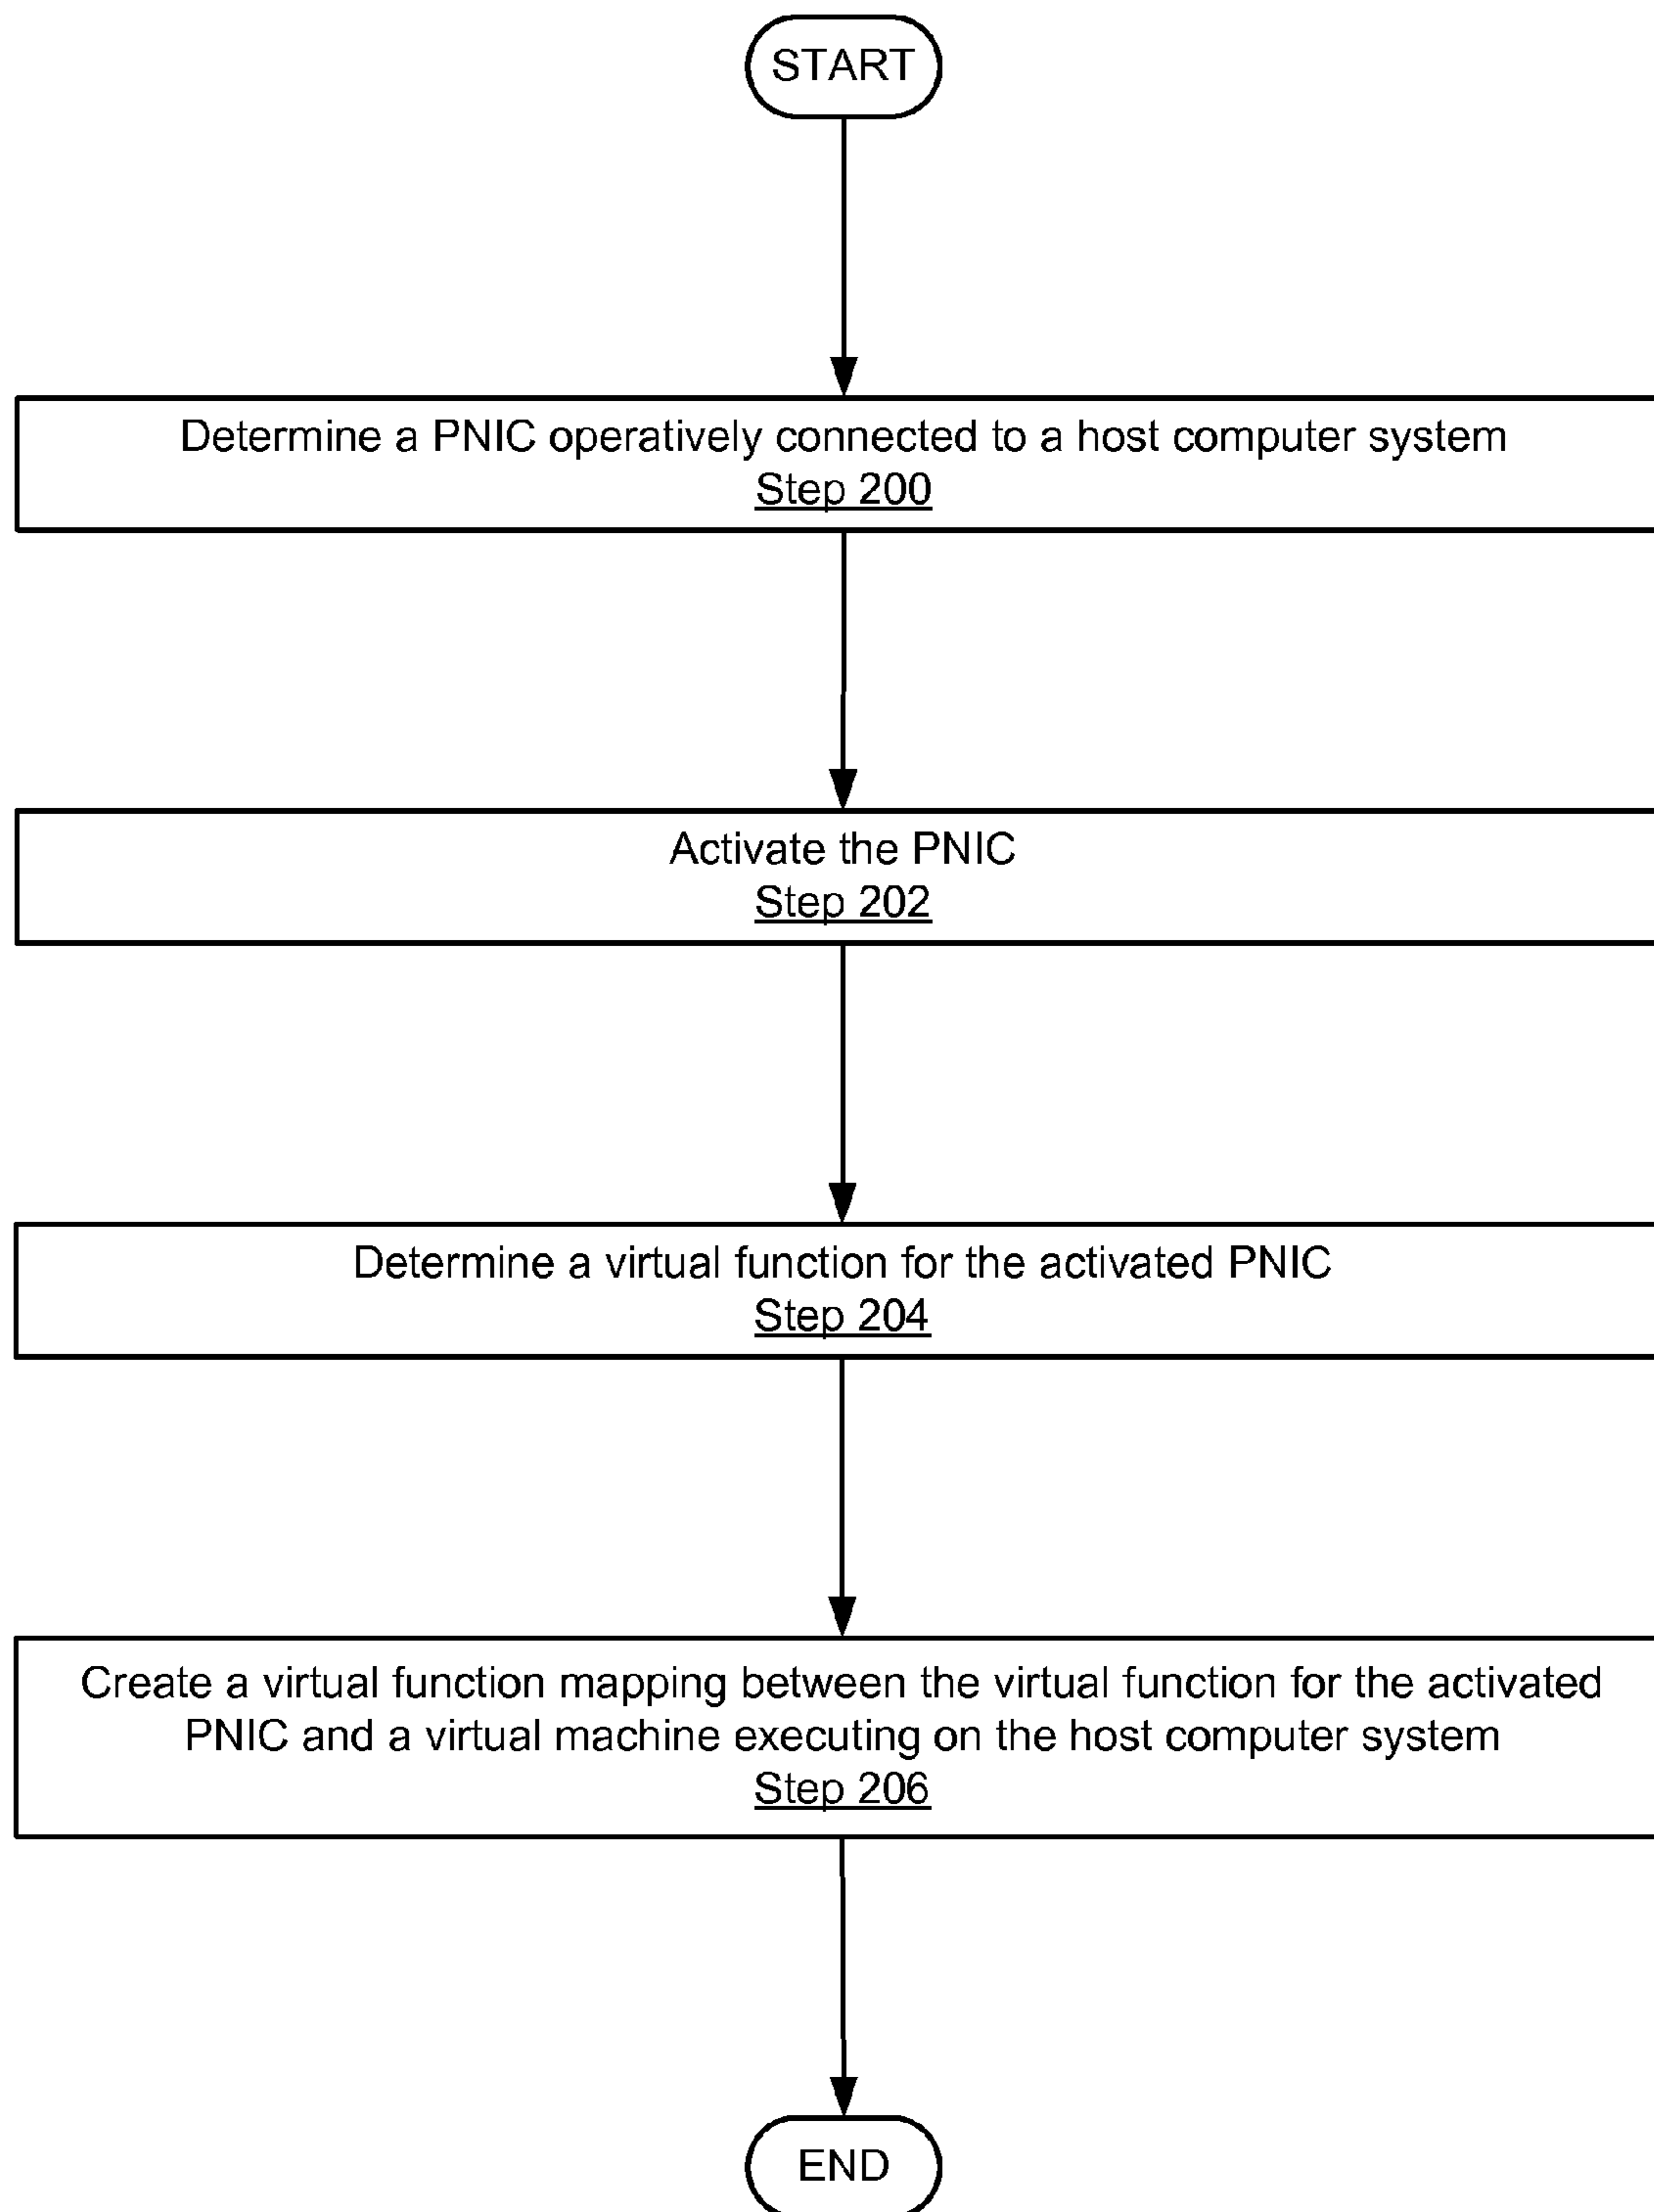 START
Determine a PNIC operatively connected to a host computer system
Step 200
Activate the PNIC
Step 202
Determine a virtual function for the activated PNIC
Step 204
Create a virtual function mapping between the virtual function for the activated
PNIC and a virtual machine executing on the host computer system
Step 206
END